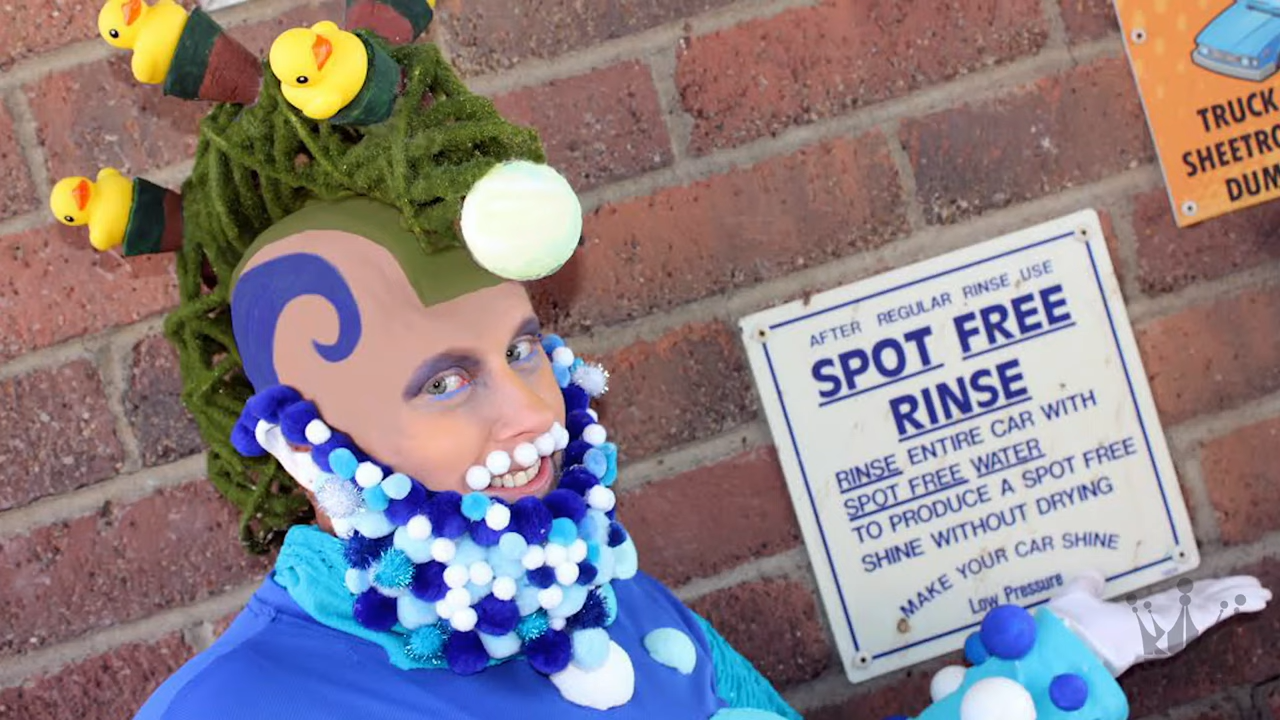 AFTER REGULAR RINSE USE
SPOT FREE
RINSE
RINSE ENTIRE CAR WITH
SPOT FREE WATER
TO PRODUCE A SPOT FREE
SHINE WITHOUT DRYING
MAKE YOUR CAR SHINE
Low Pressure
TRUCK
SHEETRO
DUM